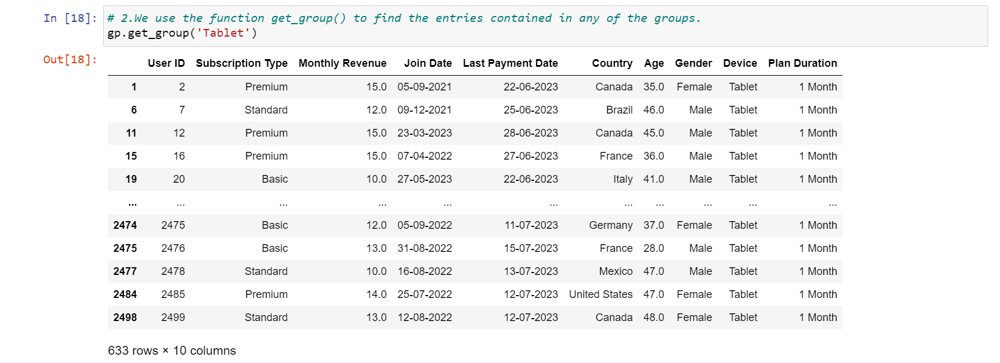 In [18]: # 2.We use the function get_group() to find the entries contained in any of the groups.
gp.get_group('Tablet')
Out[18]:
User ID Subscription Type Monthly Revenue Join Date Last Payment Date Country Age Gender Device Plan Duration
1 2 Premium 15.0 05-09-2021 22-06-2023 Canada 35.0 Female Tablet 1 Month
6 7 Standard 12.0 09-12-2021 25-06-2023 Brazil 46.0 Male Tablet 1 Month
11 12 Premium 15.0 23-03-2023 28-06-2023 Canada 45.0 Male Tablet 1 Month
15 16 Premium 15.0 07-04-2022 27-06-2023 France 36.0 Male Tablet 1 Month
19 20 Basic 10.0 27-05-2023 22-06-2023 Italy 41.0 Male Tablet 1 Month
... ... ... ... ... ... ... ... ... ... ...
2474 2475 Basic 12.0 05-09-2022 11-07-2023 Germany 37.0 Female Tablet 1 Month
2475 2476 Basic 13.0 31-08-2022 15-07-2023 France 28.0 Male Tablet 1 Month
2477 2478 Standard 10.0 16-08-2022 13-07-2023 Mexico 47.0 Male Tablet 1 Month
2484 2485 Premium 14.0 25-07-2022 12-07-2023 United States 47.0 Female Tablet 1 Month
2498 2499 Standard 13.0 12-08-2022 12-07-2023 Canada 48.0 Female Tablet 1 Month
633 rows × 10 columns